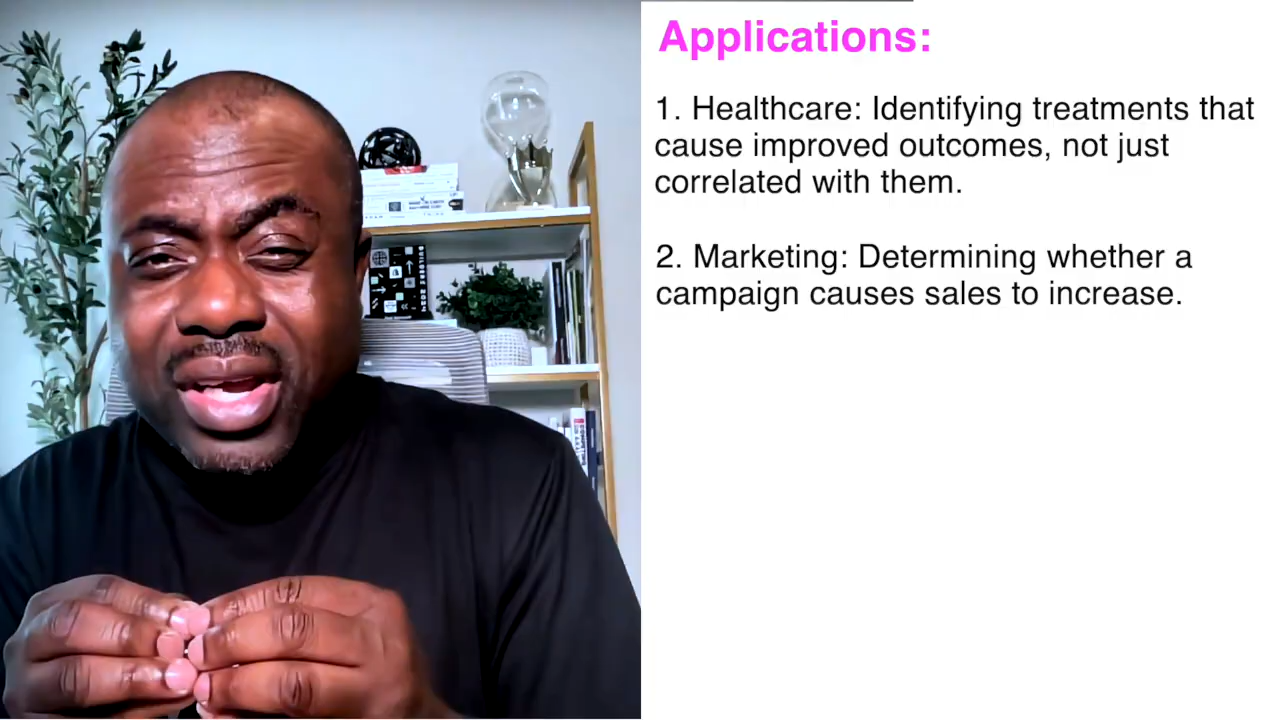 Applications:
1. Healthcare: Identifying treatments that
cause improved outcomes, not just
correlated with them.
2. Marketing: Determining whether a
campaign causes sales to increase.